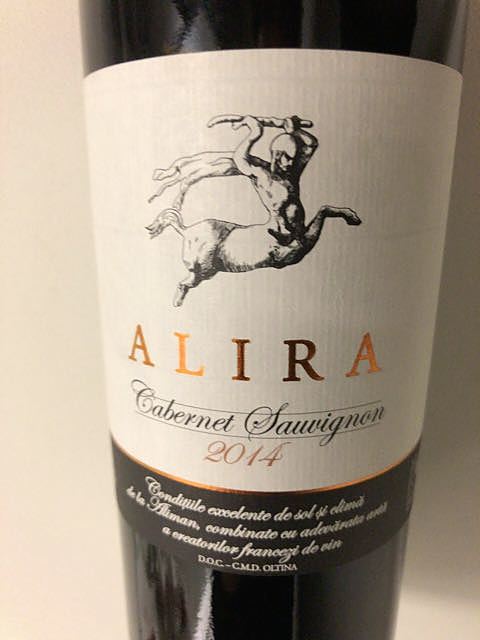 ALIRA
Cabernet Sauvignon
2014
Condițiile excelente de sol și climă
de la Aliman, combinate cu adevărata artă
a creatorilor francezi de vin
D.O.C. - C.M.D. OLTINA